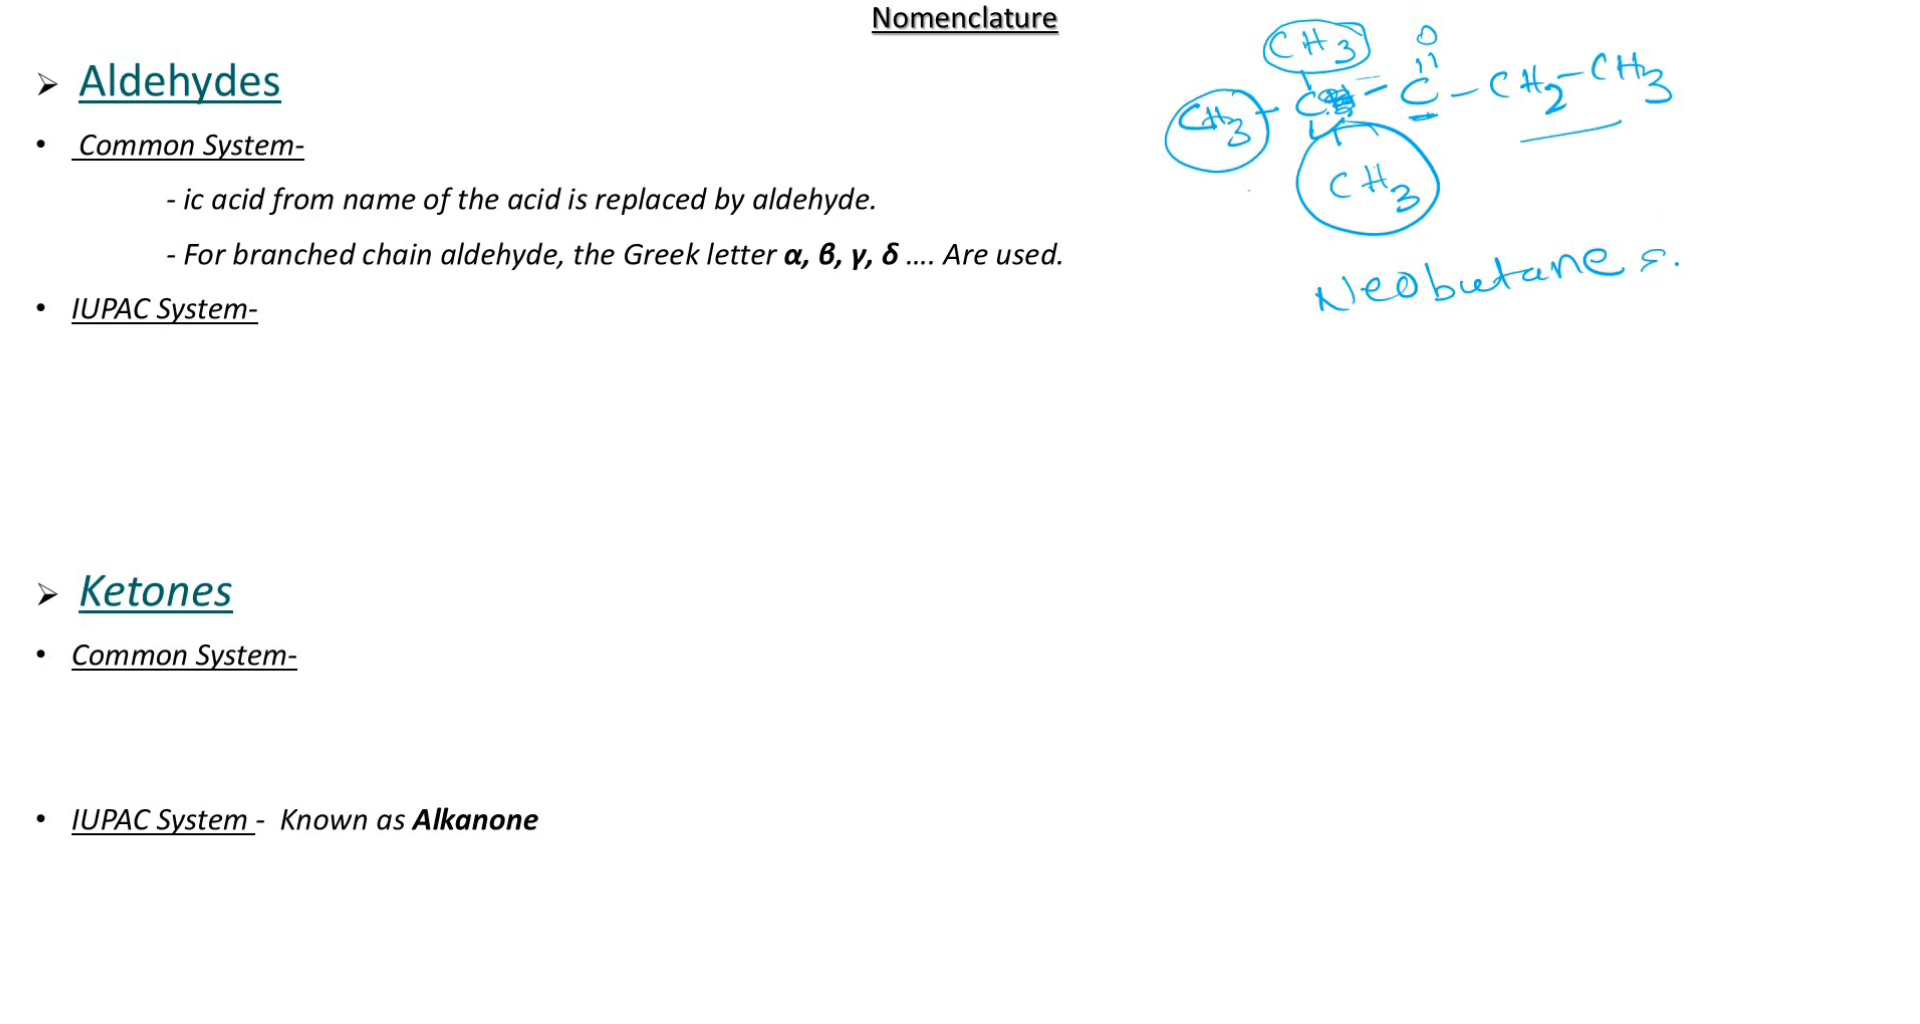 Nomenclature
➢ Aldehydes
• Common System-
- ic acid from name of the acid is replaced by aldehyde.
- For branched chain aldehyde, the Greek letter α, β, γ, δ .... Are used.
• IUPAC System-
CH3 O
CH3 - C - C - CH2 - CH3
CH3
Neobutane
➢ Ketones
• Common System-
• IUPAC System - Known as Alkanone